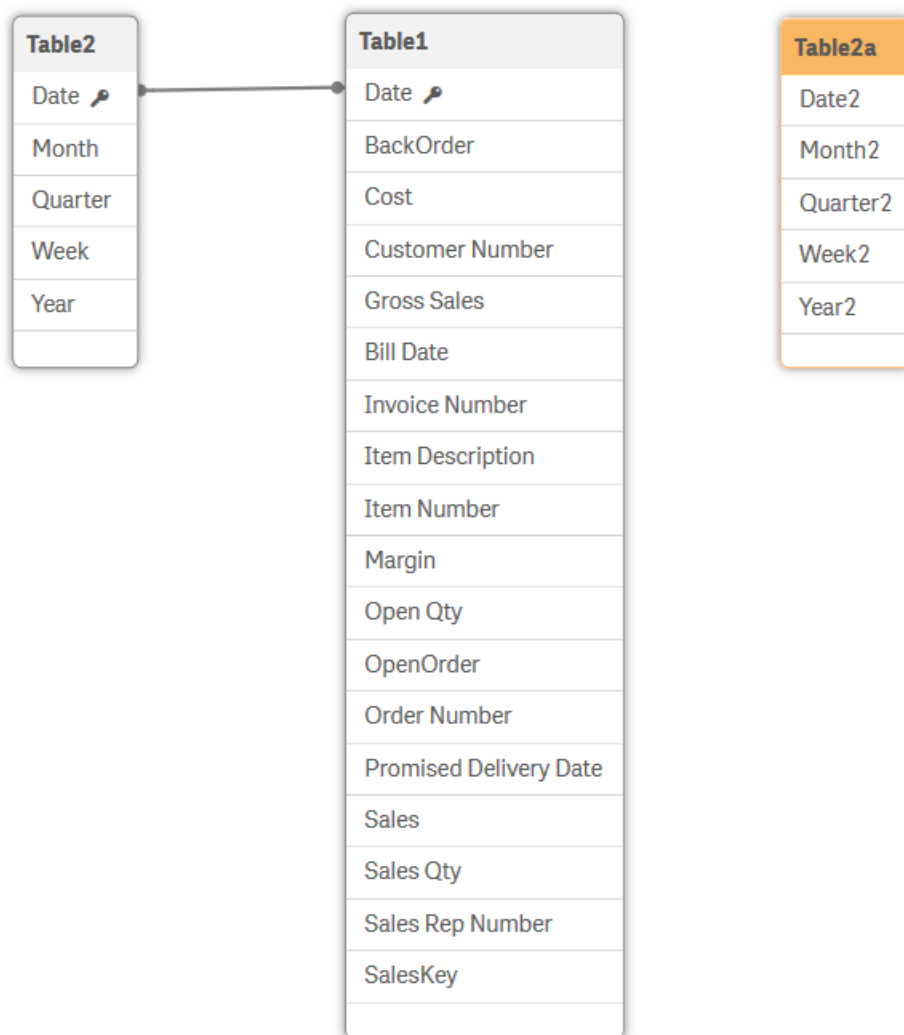 Table2
Date
Month
Quarter
Week
Year
Table1
Date
BackOrder
Cost
Customer Number
Gross Sales
Bill Date
Invoice Number
Item Description
Item Number
Margin
Open Qty
OpenOrder
Order Number
Promised Delivery Date
Sales
Sales Qty
Sales Rep Number
SalesKey
Table2a
Date2
Month2
Quarter2
Week2
Year2